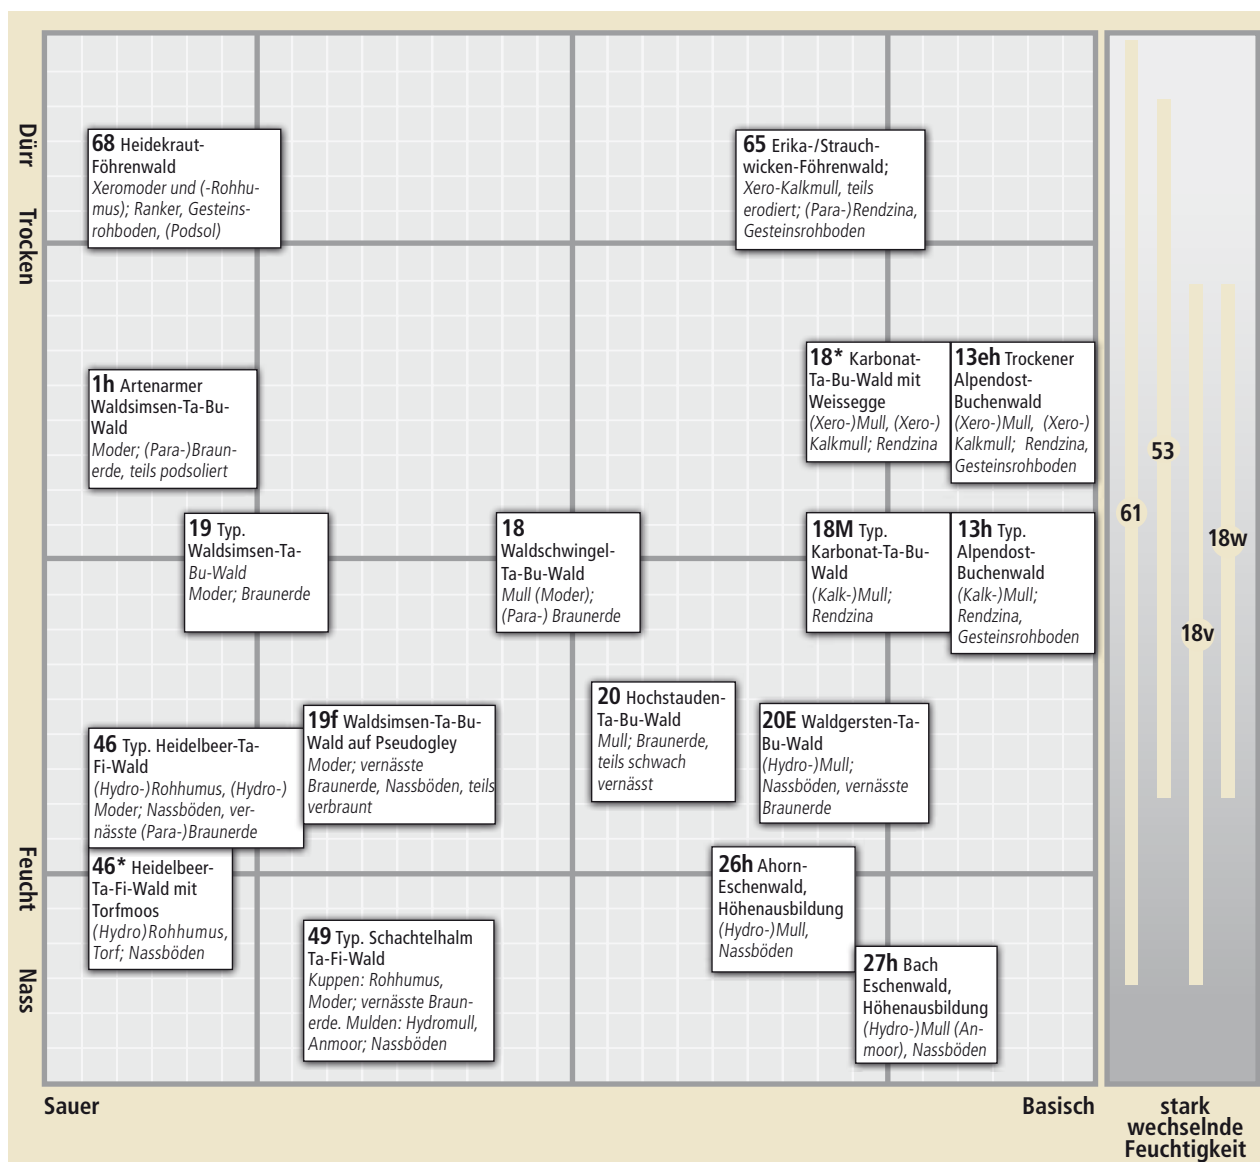 Dürr
Trocken
Feucht
Nass
68 Heidekraut-
Föhrenwald
Xeromoder und (-Rohhu-
mus); Ranker, Gesteins-
rohboden, (Podsol)
65 Erika-/Strauch-
wicken-Föhrenwald;
Xero-Kalkmull, teils
erodiert; (Para-)Rendzina,
Gesteinsrohboden
1h Artenarmer
Waldsimsen-Ta-Bu-
Wald
Moder; (Para-)Braun-
erde, teils podsoliert
18* Karbonat-
Ta-Bu-Wald mit
Weissegge
(Xero-)Mull, (Xero-)
Kalkmull; Rendzina
13eh Trockener
Alpendost-
Buchenwald
(Xero-)Mull, (Xero-)
Kalkmull; Rendzina,
Gesteinsrohboden
19 Typ.
Waldsimsen-Ta-
Bu-Wald
Moder; Braunerde
18
Waldschwingel-
Ta-Bu-Wald
Mull (Moder);
(Para-) Braunerde
18M Typ.
Karbonat-Ta-Bu-
Wald
(Kalk-)Mull;
Rendzina
13h Typ.
Alpendost-
Buchenwald
(Kalk-)Mull;
Rendzina,
Gesteinsrohboden
46 Typ. Heidelbeer-Ta-
Fi-Wald
(Hydro-)Rohhumus, (Hydro-)
Moder; Nassböden, ver-
nässte (Para-)Braunerde
19f Waldsimsen-Ta-Bu-
Wald auf Pseudogley
Moder; vernässte
Braunerde, Nassböden, teils
verbraunt
20 Hochstauden-
Ta-Bu-Wald
Mull; Braunerde,
teils schwach
vernässt
20E Waldgersten-Ta-
Bu-Wald
(Hydro-)Mull;
Nassböden, vernässte
Braunerde
46* Heidelbeer-
Ta-Fi-Wald mit
Torfmoos
(Hydro)Rohhumus,
Torf; Nassböden
49 Typ. Schachtelhalm
Ta-Fi-Wald
Kuppen: Rohhumus,
Moder; vernässte Braun-
erde. Mulden: Hydromull,
Anmoor; Nassböden
26h Ahorn-
Eschenwald,
Höhenausbildung
(Hydro-)Mull,
Nassböden
27h Bach
Eschenwald,
Höhenausbildung
(Hydro-)Mull (An-
moor), Nassböden
53
61
18w
18v
Sauer
Basisch
stark
wechselnde
Feuchtigkeit